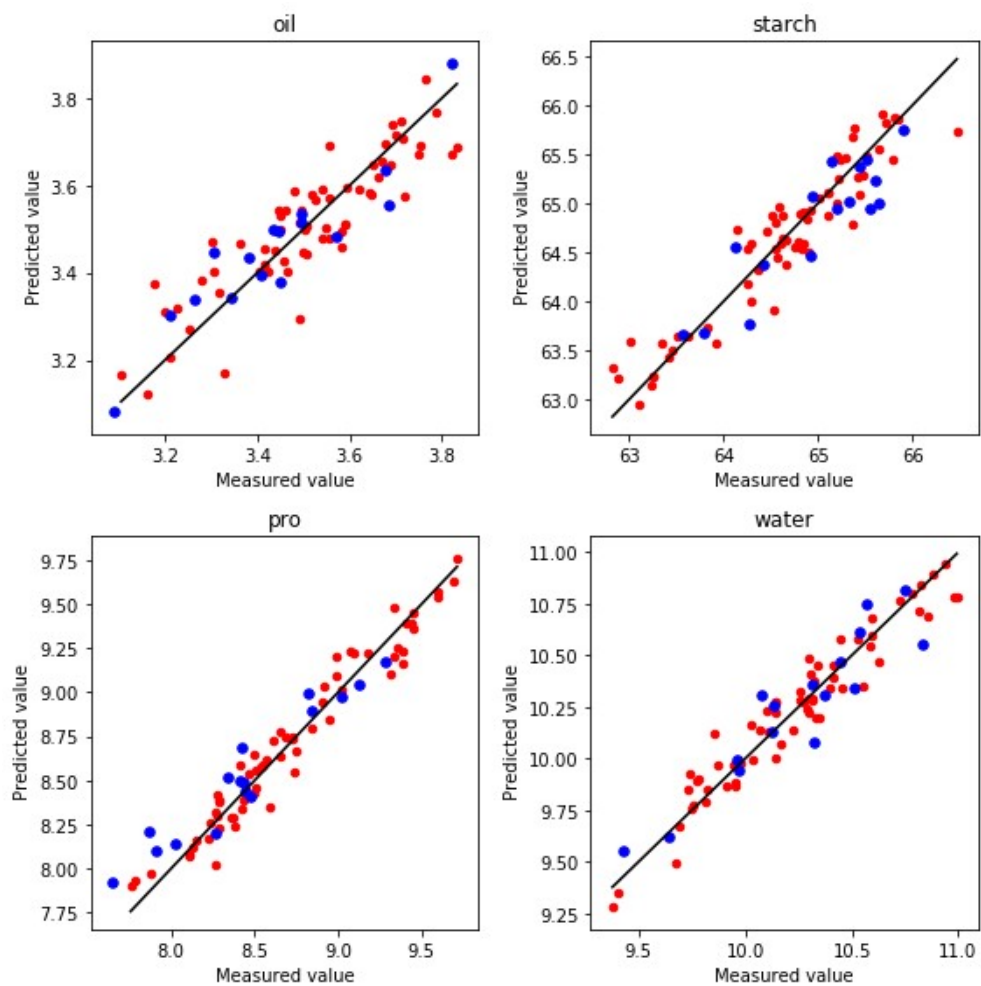 oil
3.8
3.6
3.4
3.2
Predicted value
3.2 3.4 3.6 3.8
Measured value
starch
66.5
66.0
65.5
65.0
64.5
64.0
63.5
63.0
Predicted value
63 64 65 66
Measured value
pro
9.75
9.50
9.25
9.00
8.75
8.50
8.25
8.00
7.75
Predicted value
8.0 8.5 9.0 9.5
Measured value
water
11.00
10.75
10.50
10.25
10.00
9.75
9.50
9.25
Predicted value
9.5 10.0 10.5 11.0
Measured value